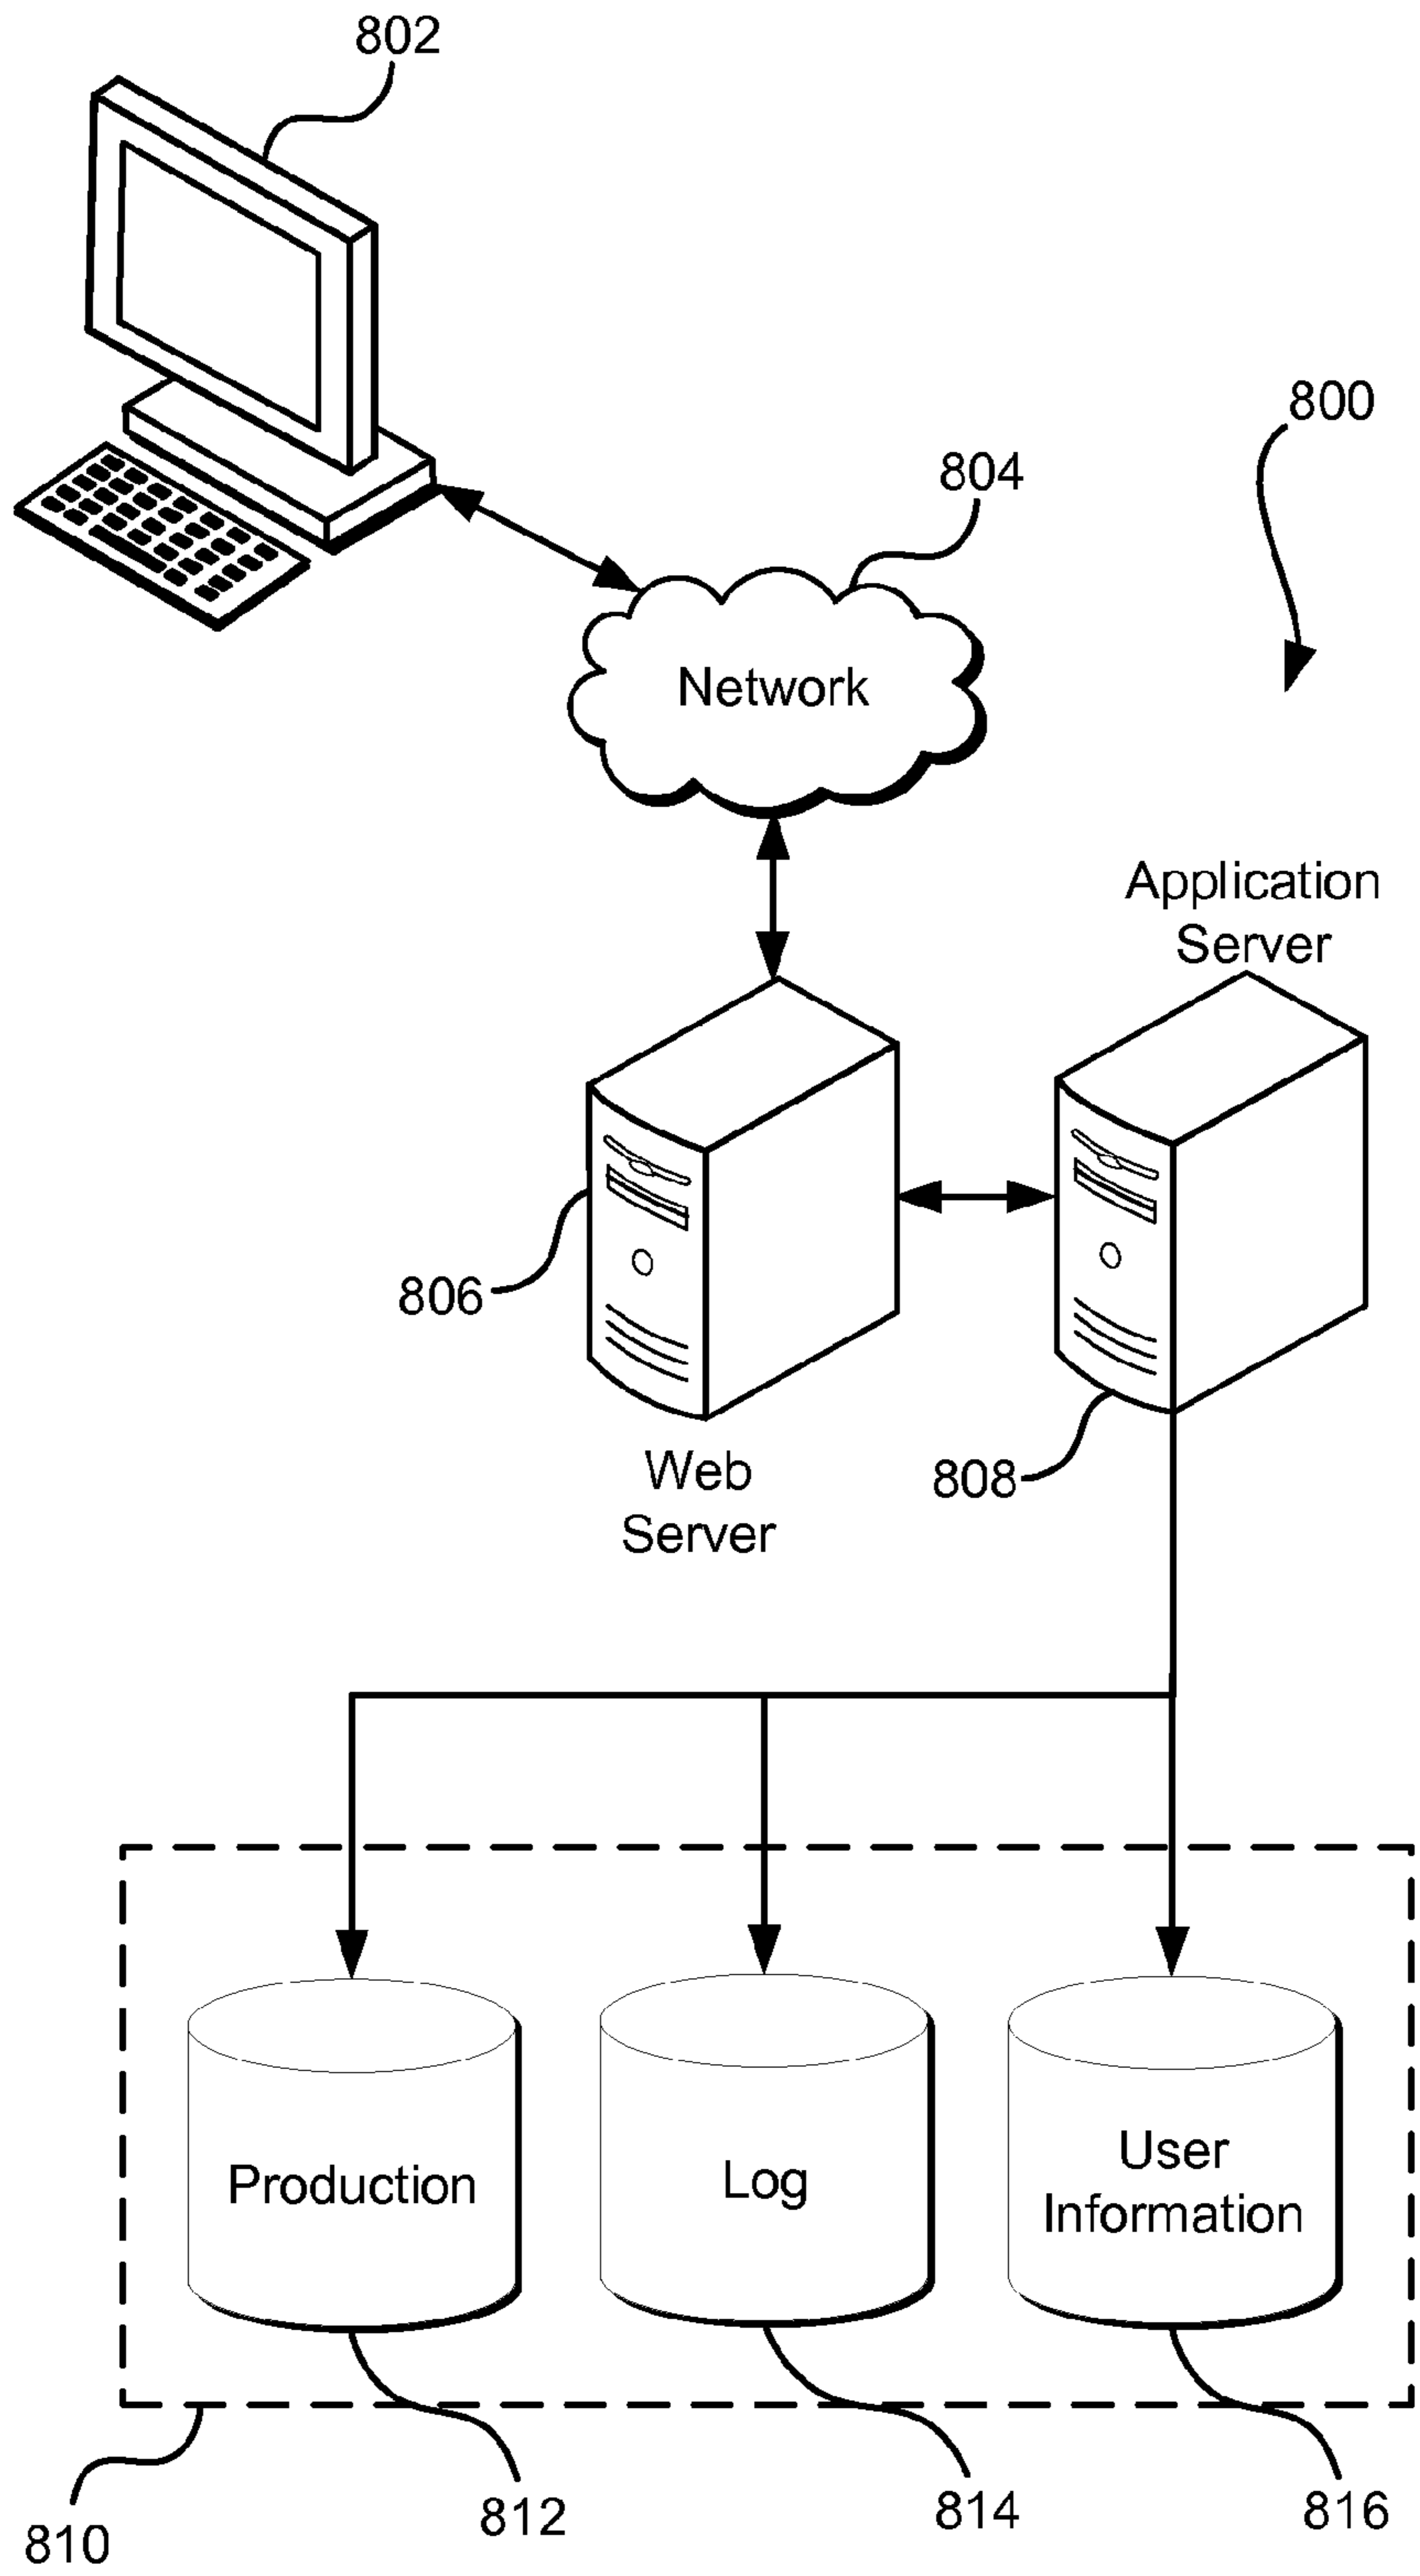 802
800
804
Network
Application
Server
806
808
Web
Server
Production
Log
User
Information
810
812
814
816